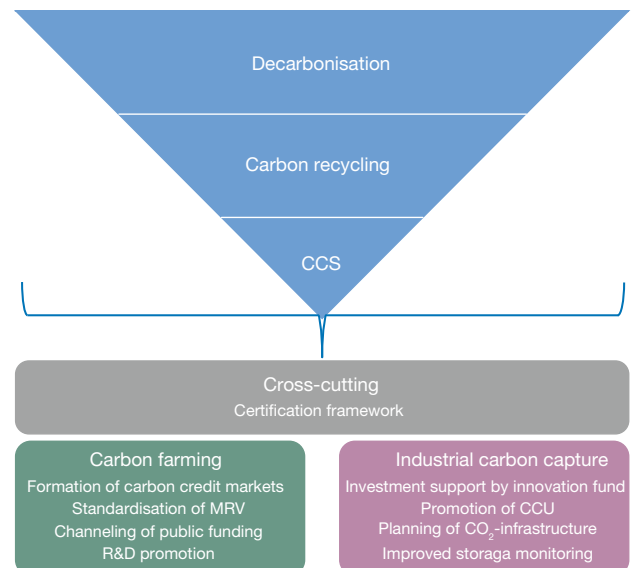 Decarbonisation
Carbon recycling
CCS
Cross-cutting
Certification framework
Carbon farming
Formation of carbon credit markets
Standardisation of MRV
Channeling of public funding
R&D promotion
Industrial carbon capture
Investment support by innovation fund
Promotion of CCU
Planning of CO₂-infrastructure
Improved storaga monitoring